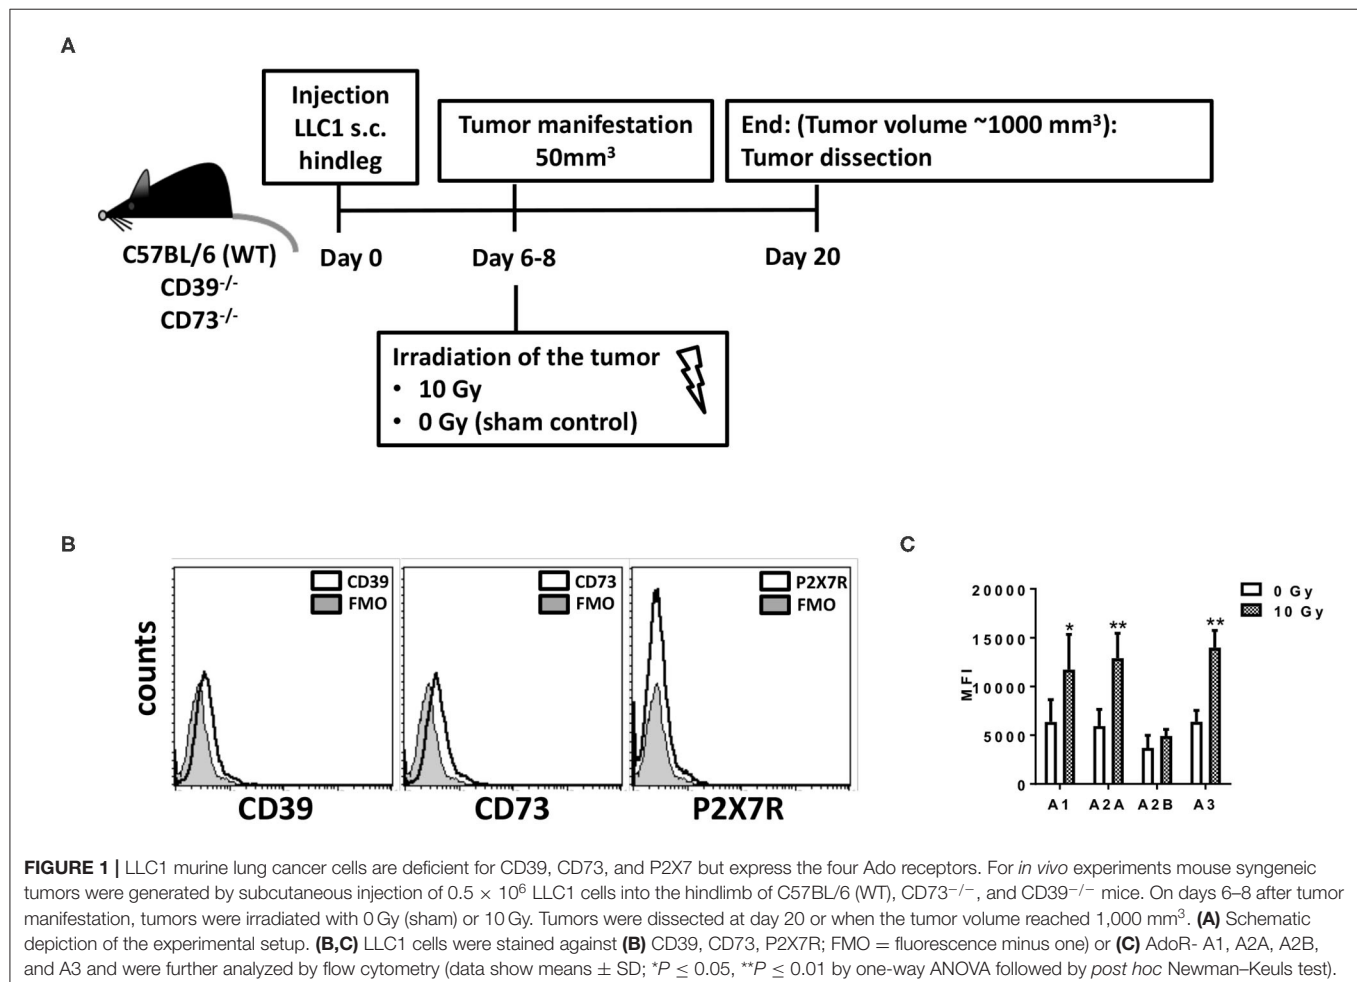 A
Injection
LLC1 s.c.
hindleg
Tumor manifestation
50mm³
End: (Tumor volume ~1000 mm³):
Tumor dissection
C57BL/6 (WT)
CD39-/-
CD73-/-
Day 0
Day 6-8
Day 20
Irradiation of the tumor
• 10 Gy
• 0 Gy (sham control)
B
counts
CD39
FMO
CD39
CD73
FMO
CD73
P2X7R
FMO
P2X7R
C
0 Gy
10 Gy
MFI
20000
15000
10000
5000
0
*
**
**
A1
A2A
A2B
A3
FIGURE 1 | LLC1 murine lung cancer cells are deficient for CD39, CD73, and P2X7 but express the four Ado receptors. For in vivo experiments mouse syngeneic
tumors were generated by subcutaneous injection of 0.5 × 10⁶ LLC1 cells into the hindlimb of C57BL/6 (WT), CD73−/−, and CD39−/− mice. On days 6–8 after tumor
manifestation, tumors were irradiated with 0 Gy (sham) or 10 Gy. Tumors were dissected at day 20 or when the tumor volume reached 1,000 mm³. (A) Schematic
depiction of the experimental setup. (B,C) LLC1 cells were stained against (B) CD39, CD73, P2X7R; FMO = fluorescence minus one) or (C) AdoR- A1, A2A, A2B,
and A3 and were further analyzed by flow cytometry (data show means ± SD; *P ≤ 0.05, **P ≤ 0.01 by one-way ANOVA followed by post hoc Newman–Keuls test).